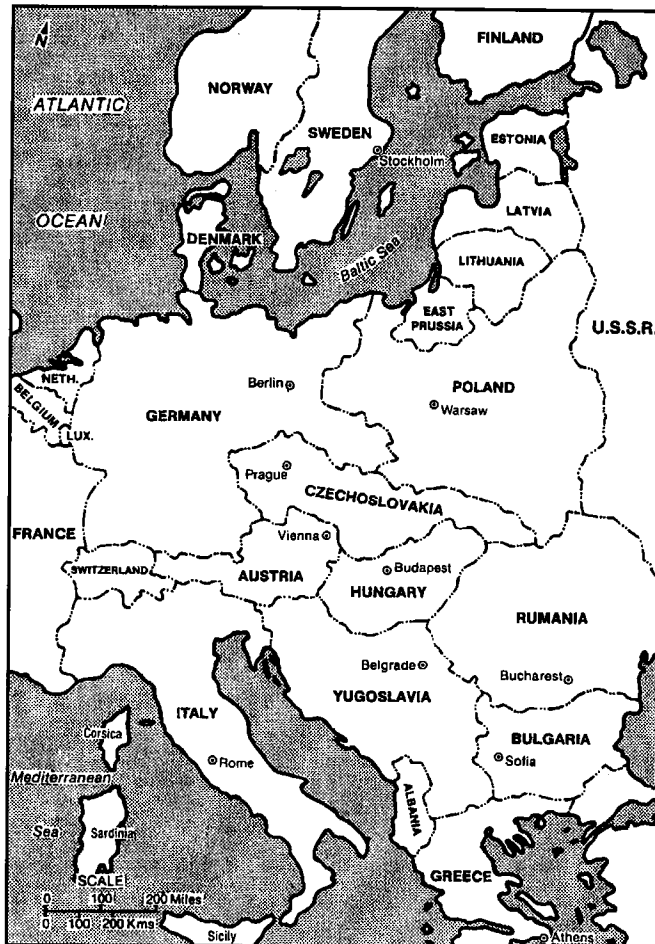 N
FINLAND
NORWAY
ATLANTIC
SWEDEN
ESTONIA
Stockholm
OCEAN
LATVIA
DENMARK
Baltic Sea
LITHUANIA
EAST
PRUSSIA
U.S.S.R.
NETH.
BELGIUM
Berlin
POLAND
Warsaw
GERMANY
LUX.
Prague
CZECHOSLOVAKIA
FRANCE
Vienna
SWITZERLAND
AUSTRIA
Budapest
HUNGARY
RUMANIA
Belgrade
Bucharest
YUGOSLAVIA
ITALY
Corsica
BULGARIA
Sofia
Rome
Mediterranean
Sea
ALBANIA
Sardinia
GREECE
SCALE
0 100 200 Miles
0 100 200 Kms
Sicily
Athens